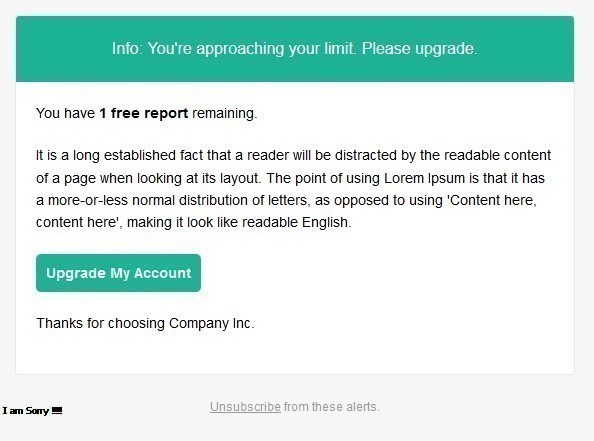 Info: You're approaching your limit. Please upgrade.
You have 1 free report remaining.
It is a long established fact that a reader will be distracted by the readable content
of a page when looking at its layout. The point of using Lorem Ipsum is that it has
a more-or-less normal distribution of letters, as opposed to using 'Content here,
content here', making it look like readable English.
Upgrade My Account
Thanks for choosing Company Inc.
I am Sorry
Unsubscribe from these alerts.